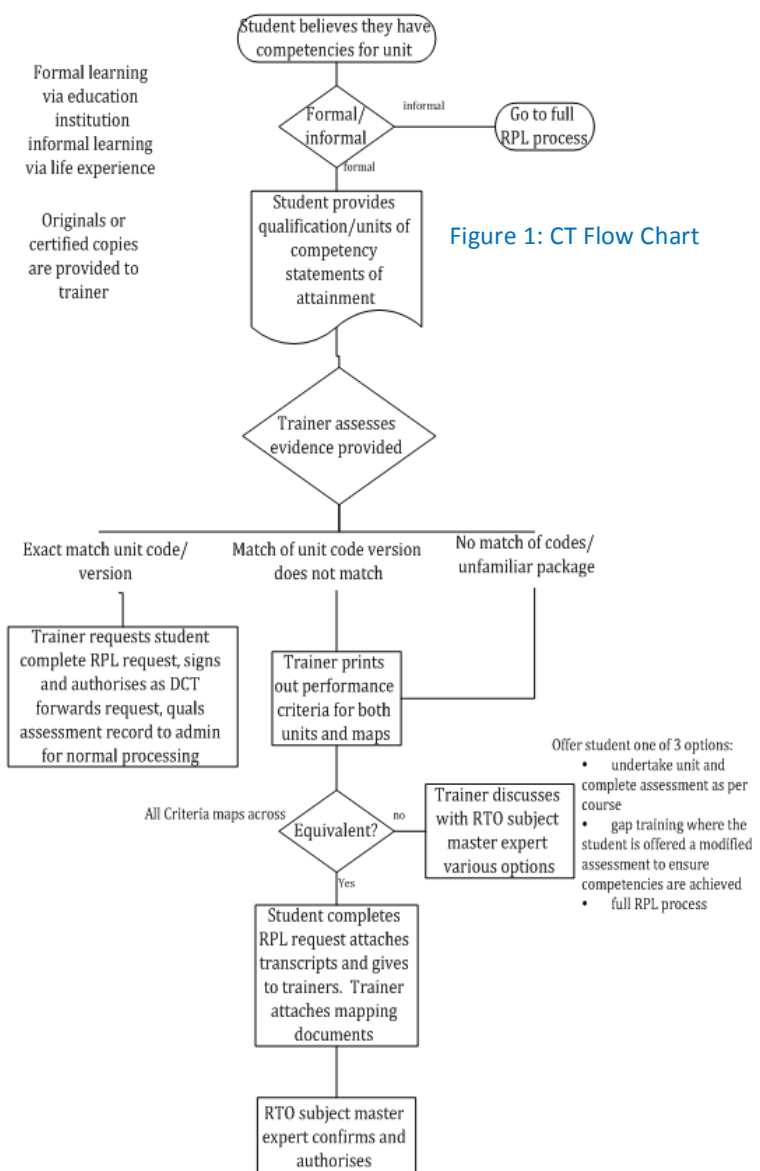 Student believes they have
competencies for unit
Formal learning
via education
institution
informal learning
via life experience
Formal/
informal
informal
Go to full
RPL process
formal
Originals or
certified copies
are provided to
trainer
Student provides
qualification/units of
competency
statements of
attainment
Figure 1: CT Flow Chart
Trainer assesses
evidence provided
Exact match unit code/
version
Match of unit code version
does not match
No match of codes/
unfamiliar package
Trainer requests student
complete RPL request, signs
and authorises as DCT
forwards request, quals
assessment record to admin
for normal processing
Trainer prints
out performance
criteria for both
units and maps
All Criteria maps across
Equivalent?
no
Trainer discusses
with RTO subject
master expert
various options
Offer student one of 3 options:
• undertake unit and
complete assessment as per
course
• gap training where the
student is offered a modified
assessment to ensure
competencies are achieved
• full RPL process
Yes
Student completes
RPL request attaches
transcripts and gives
to trainers. Trainer
attaches mapping
documents
RTO subject master
expert confirms and
authorises